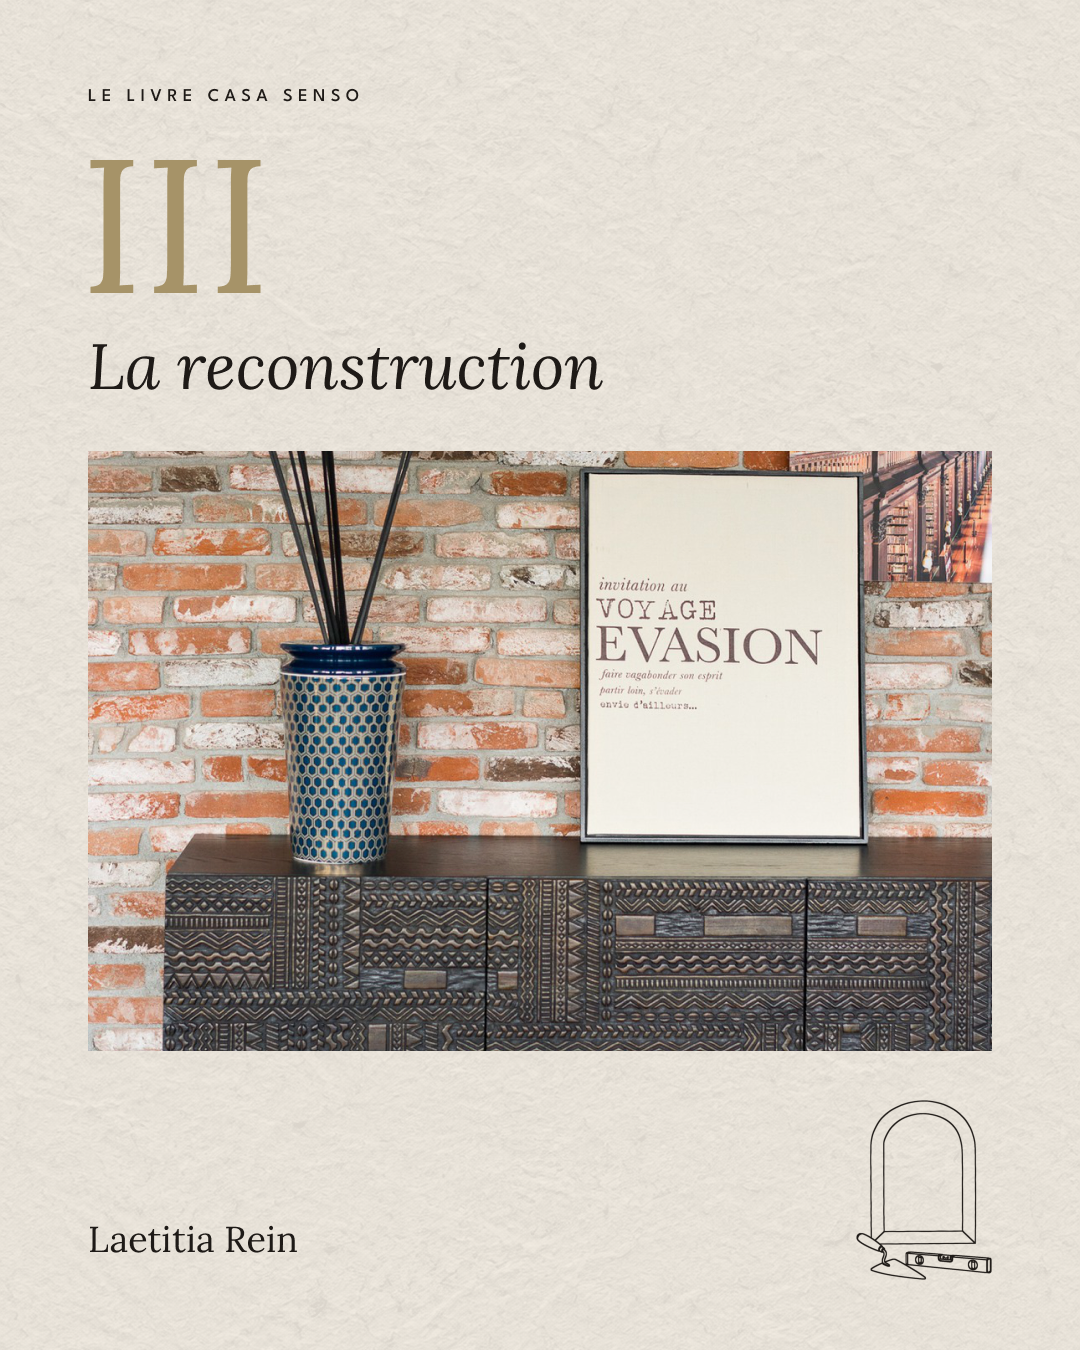 LE LIVRE CASA SENSO
III
La reconstruction
invitation au
VOYAGE
EVASION
faire vagabonder son esprit
partir loin, s'évader
envie d'ailleurs...
Laetitia Rein